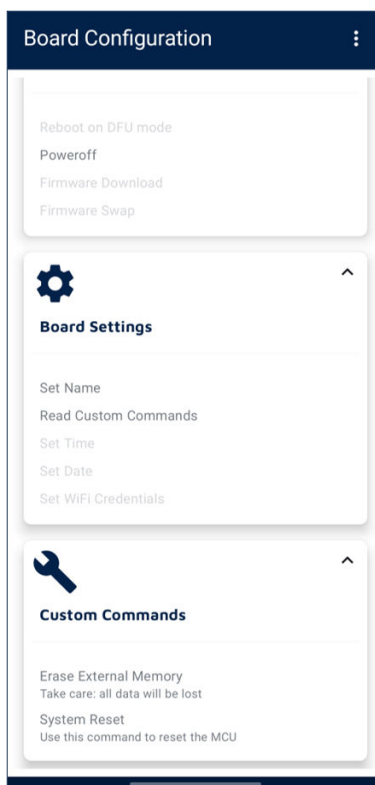 Board Configuration
Reboot on DFU mode
Poweroff
Firmware Download
Firmware Swap
Board Settings
Set Name
Read Custom Commands
Set Time
Set Date
Set WiFi Credentials
Custom Commands
Erase External Memory
Take care: all data will be lost
System Reset
Use this command to reset the MCU